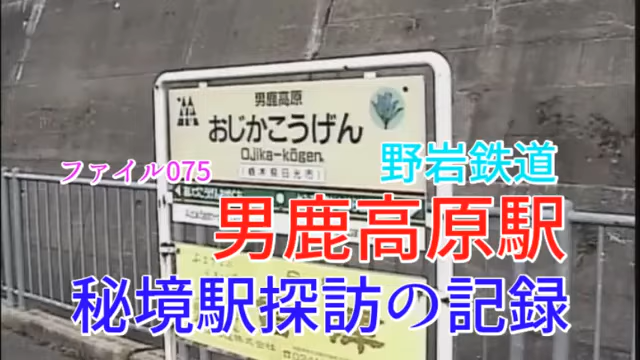 男鹿高原
おじかこうげん
Ojika-kōgen
(栃木県日光市)
ファイル075
野岩鉄道
男鹿高原駅
秘境駅探訪の記録